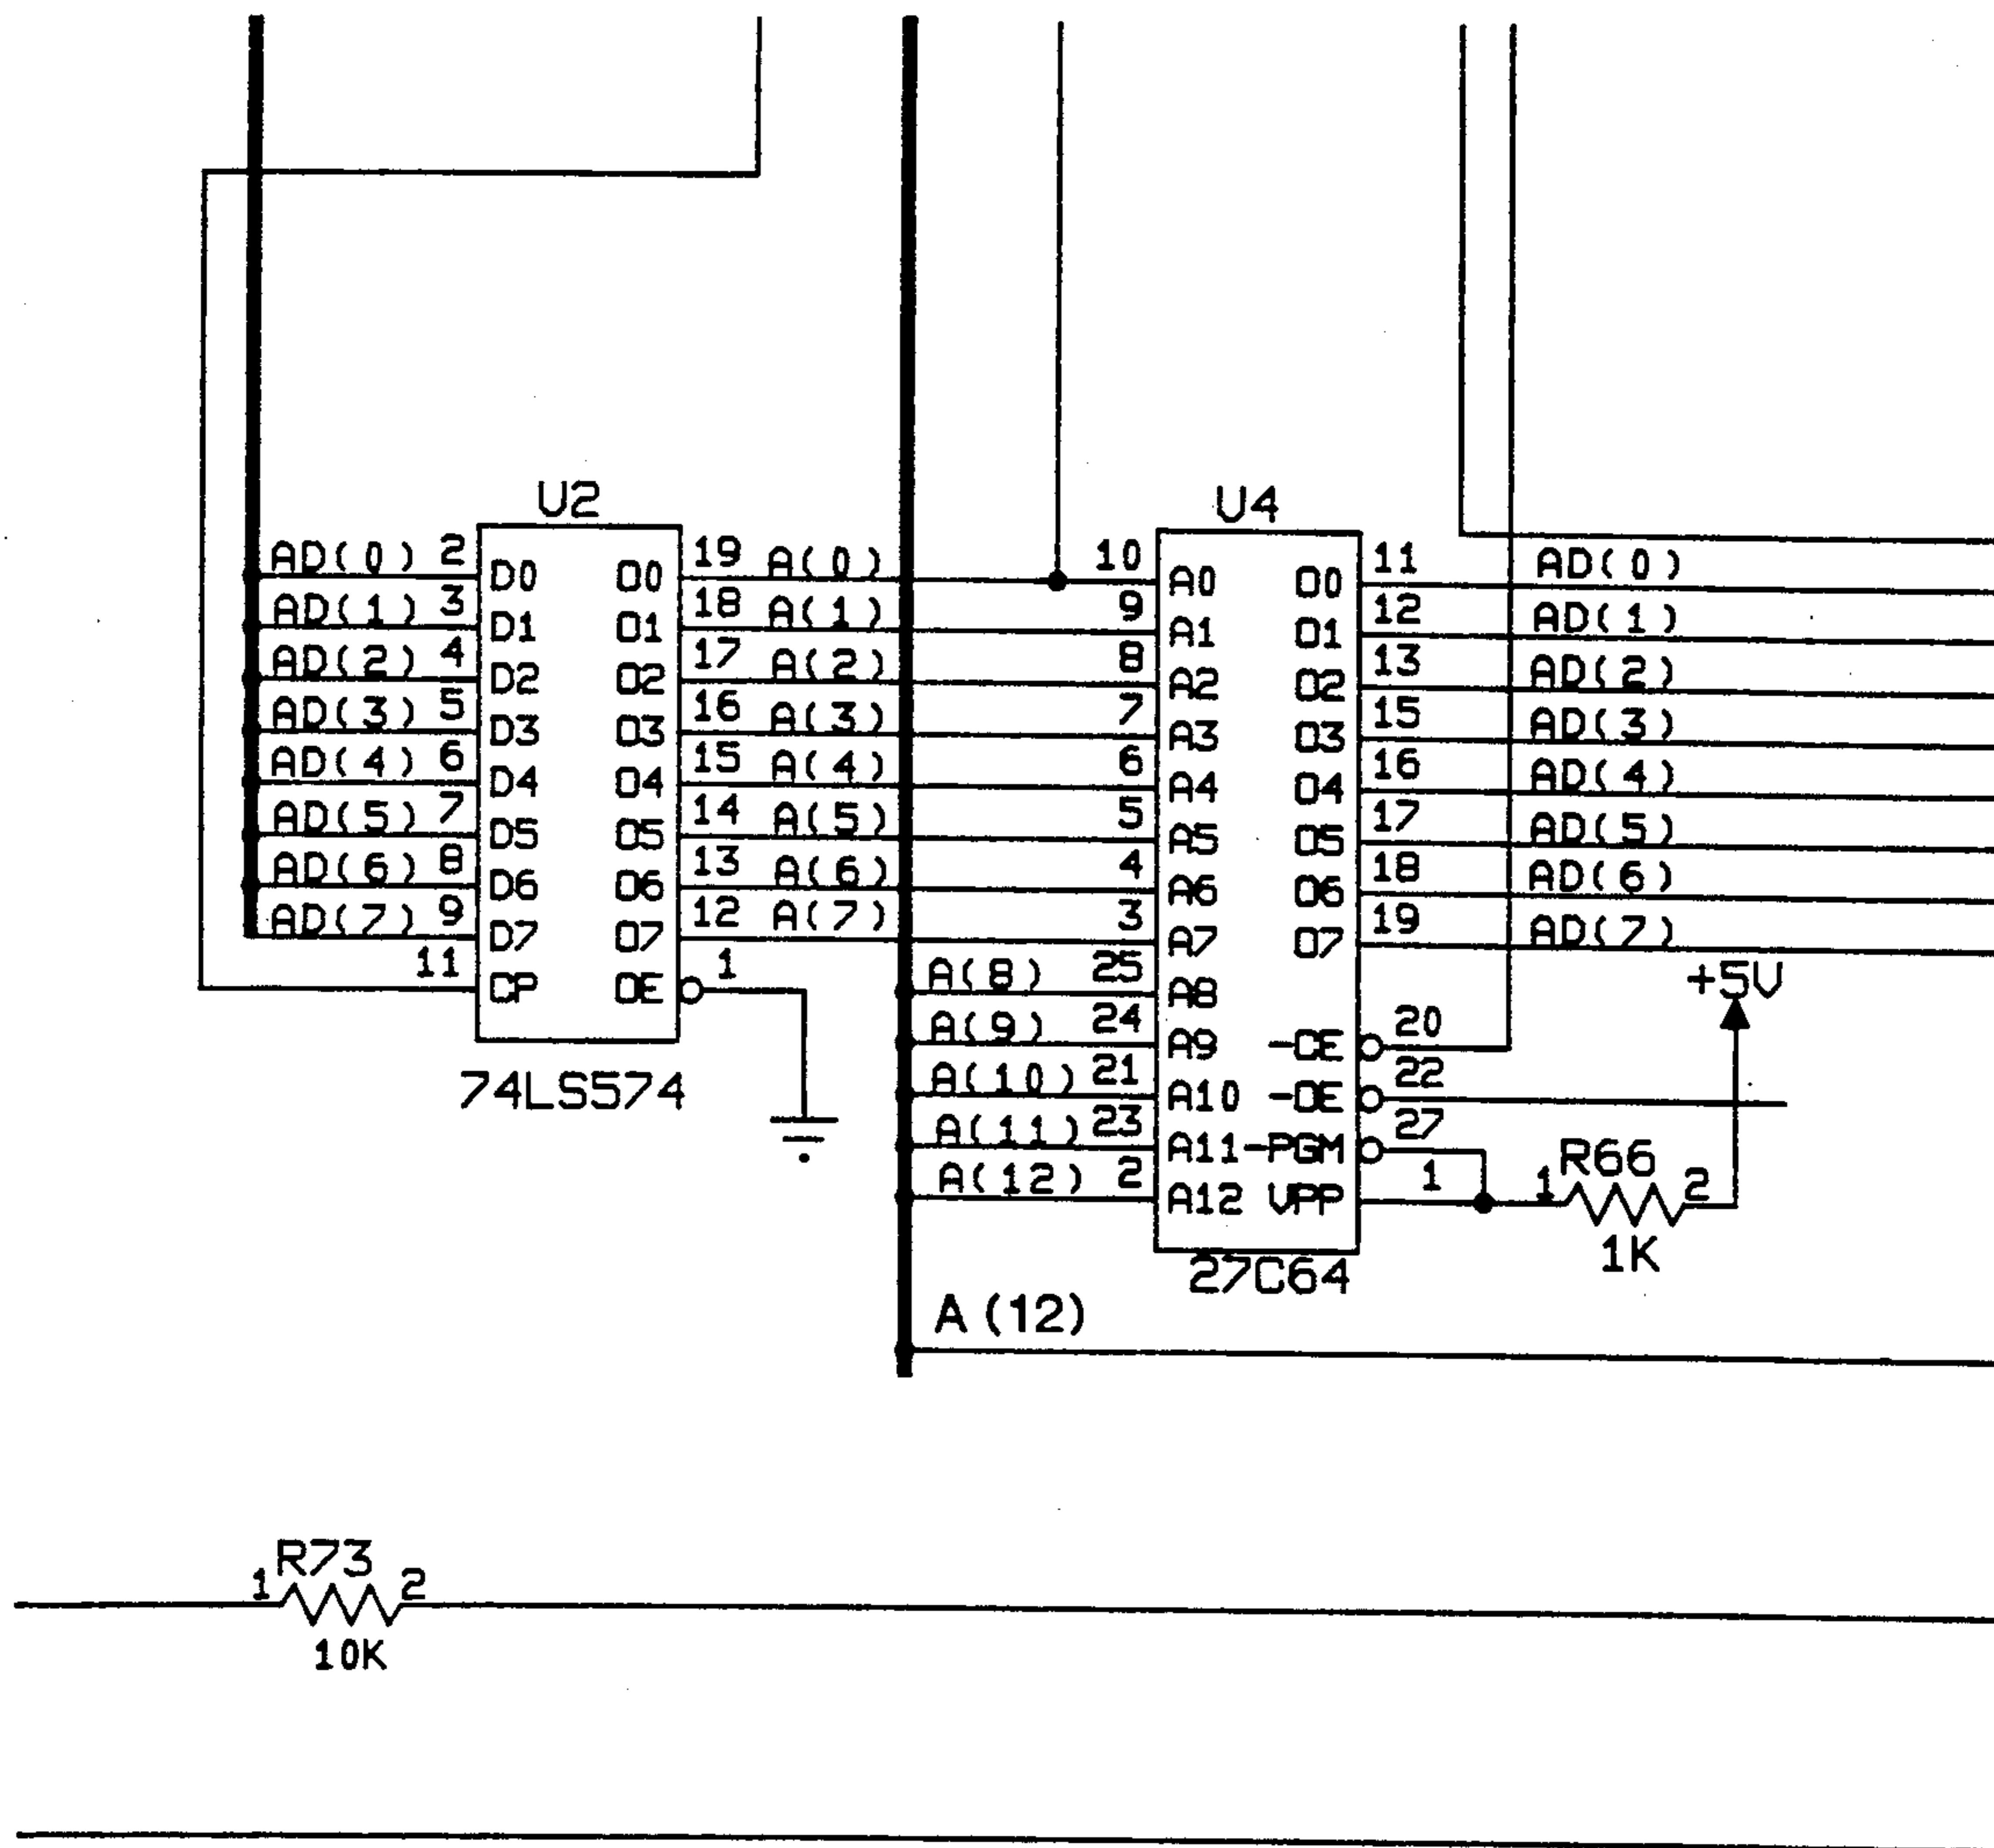 U2
AD(0) 2 D0 O0 19 A(0)
AD(1) 3 D1 O1 18 A(1)
AD(2) 4 D2 O2 17 A(2)
AD(3) 5 D3 O3 16 A(3)
AD(4) 6 D4 O4 15 A(4)
AD(5) 7 D5 O5 14 A(5)
AD(6) 8 D6 O6 13 A(6)
AD(7) 9 D7 O7 12 A(7)
11 CP OE 1
74LS574
U4
10 A0 O0 11 AD(0)
9 A1 O1 12 AD(1)
8 A2 O2 13 AD(2)
7 A3 O3 15 AD(3)
6 A4 O4 16 AD(4)
5 A5 O5 17 AD(5)
4 A6 O6 18 AD(6)
3 A7 O7 19 AD(7)
A(8) 25 A8
A(9) 24 A9 -CE 20
A(10) 21 A10 -OE 22
A(11) 23 A11 -PGM 27
A(12) 2 A12 VPP 1
27C64
+5V
1 R66 2
1K
A(12)
1 R73 2
10K